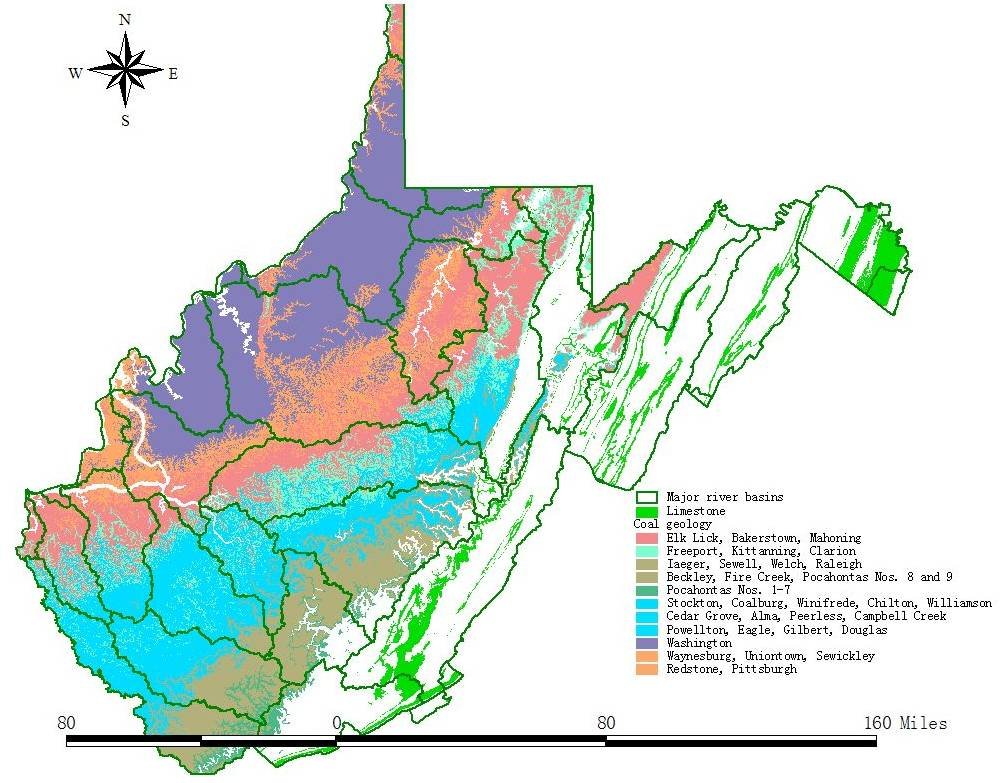 N
W E
S
Major river basins
Limestone
Coal geology
Elk Lick, Bakerstown, Mahoning
Freeport, Kittanning, Clarion
Iaeger, Sewell, Welch, Raleigh
Beckley, Fire Creek, Pocahontas Nos. 8 and 9
Pocahontas Nos. 1-7
Stockton, Coalburg, Winifrede, Chilton, Williamson
Cedar Grove, Alma, Peerless, Campbell Creek
Powellton, Eagle, Gilbert, Douglas
Washington
Waynesburg, Uniontown, Sewickley
Redstone, Pittsburgh
80 0 80 160 Miles